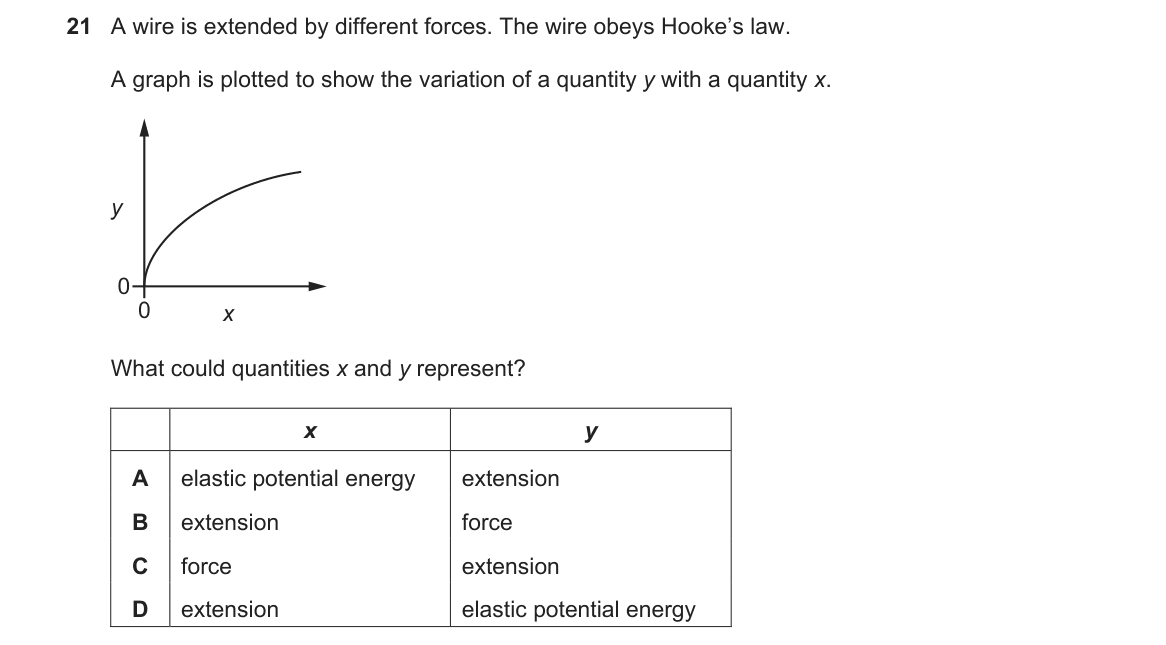 21 A wire is extended by different forces. The wire obeys Hooke’s law.
A graph is plotted to show the variation of a quantity y with a quantity x.
y
0
0
x
What could quantities x and y represent?
x y
A elastic potential energy extension
B extension force
C force extension
D extension elastic potential energy